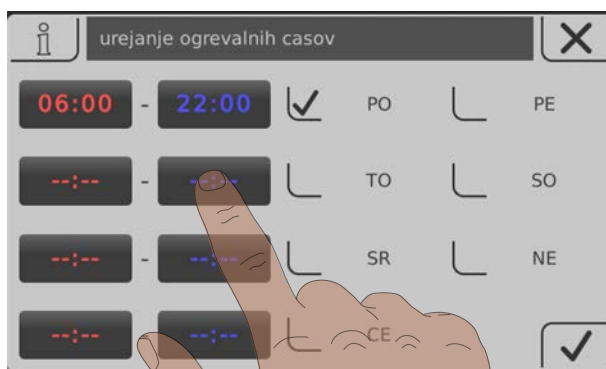 i urejanje ogrevalnih casov
06:00 - 22:00 PO PE
--:-- - --:-- TO SO
--:-- - --:-- SR NE
--:-- --:-- CE